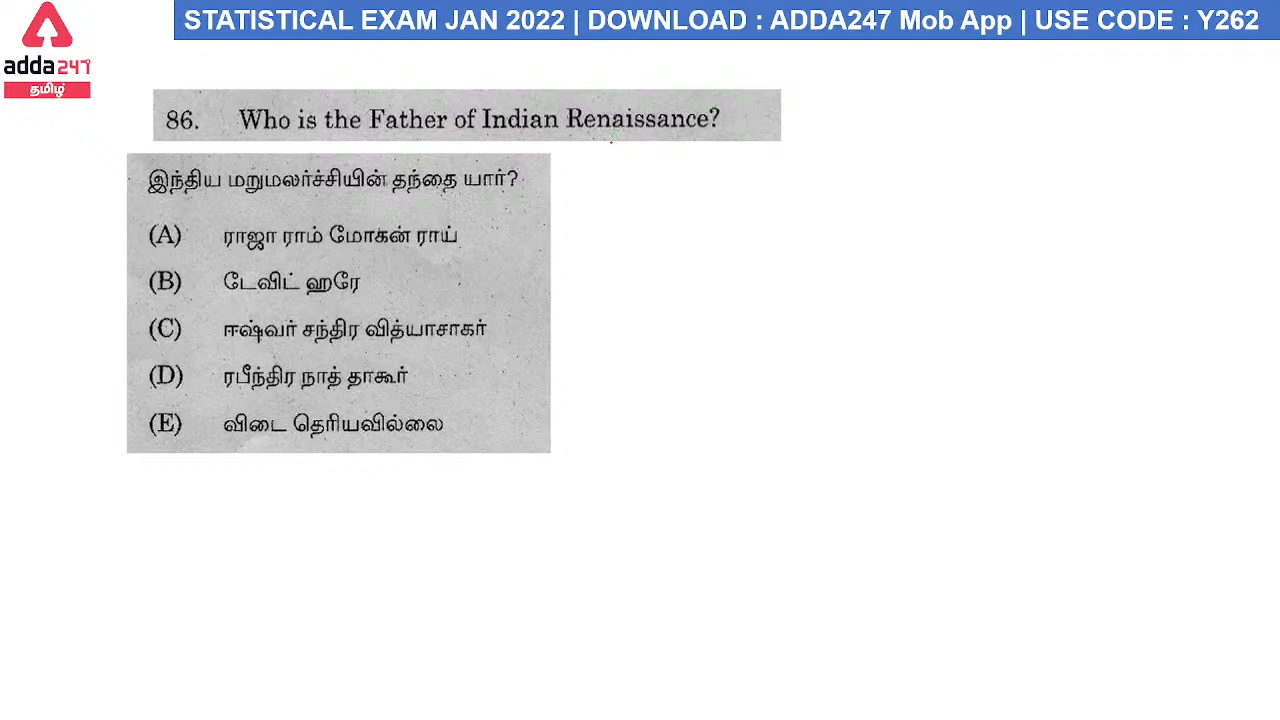 STATISTICAL EXAM JAN 2022 | DOWNLOAD : ADDA247 Mob App | USE CODE : Y262
adda247
தமிழ்
86. Who is the Father of Indian Renaissance?
இந்திய மறுமலர்ச்சியின் தந்தை யார்?
(A) ராஜா ராம் மோகன் ராய்
(B) டேவிட் ஹரே
(C) ஈஷ்வர் சந்திர வித்யாசாகர்
(D) ரபீந்திர நாத் தாகூர்
(E) விடை தெரியவில்லை